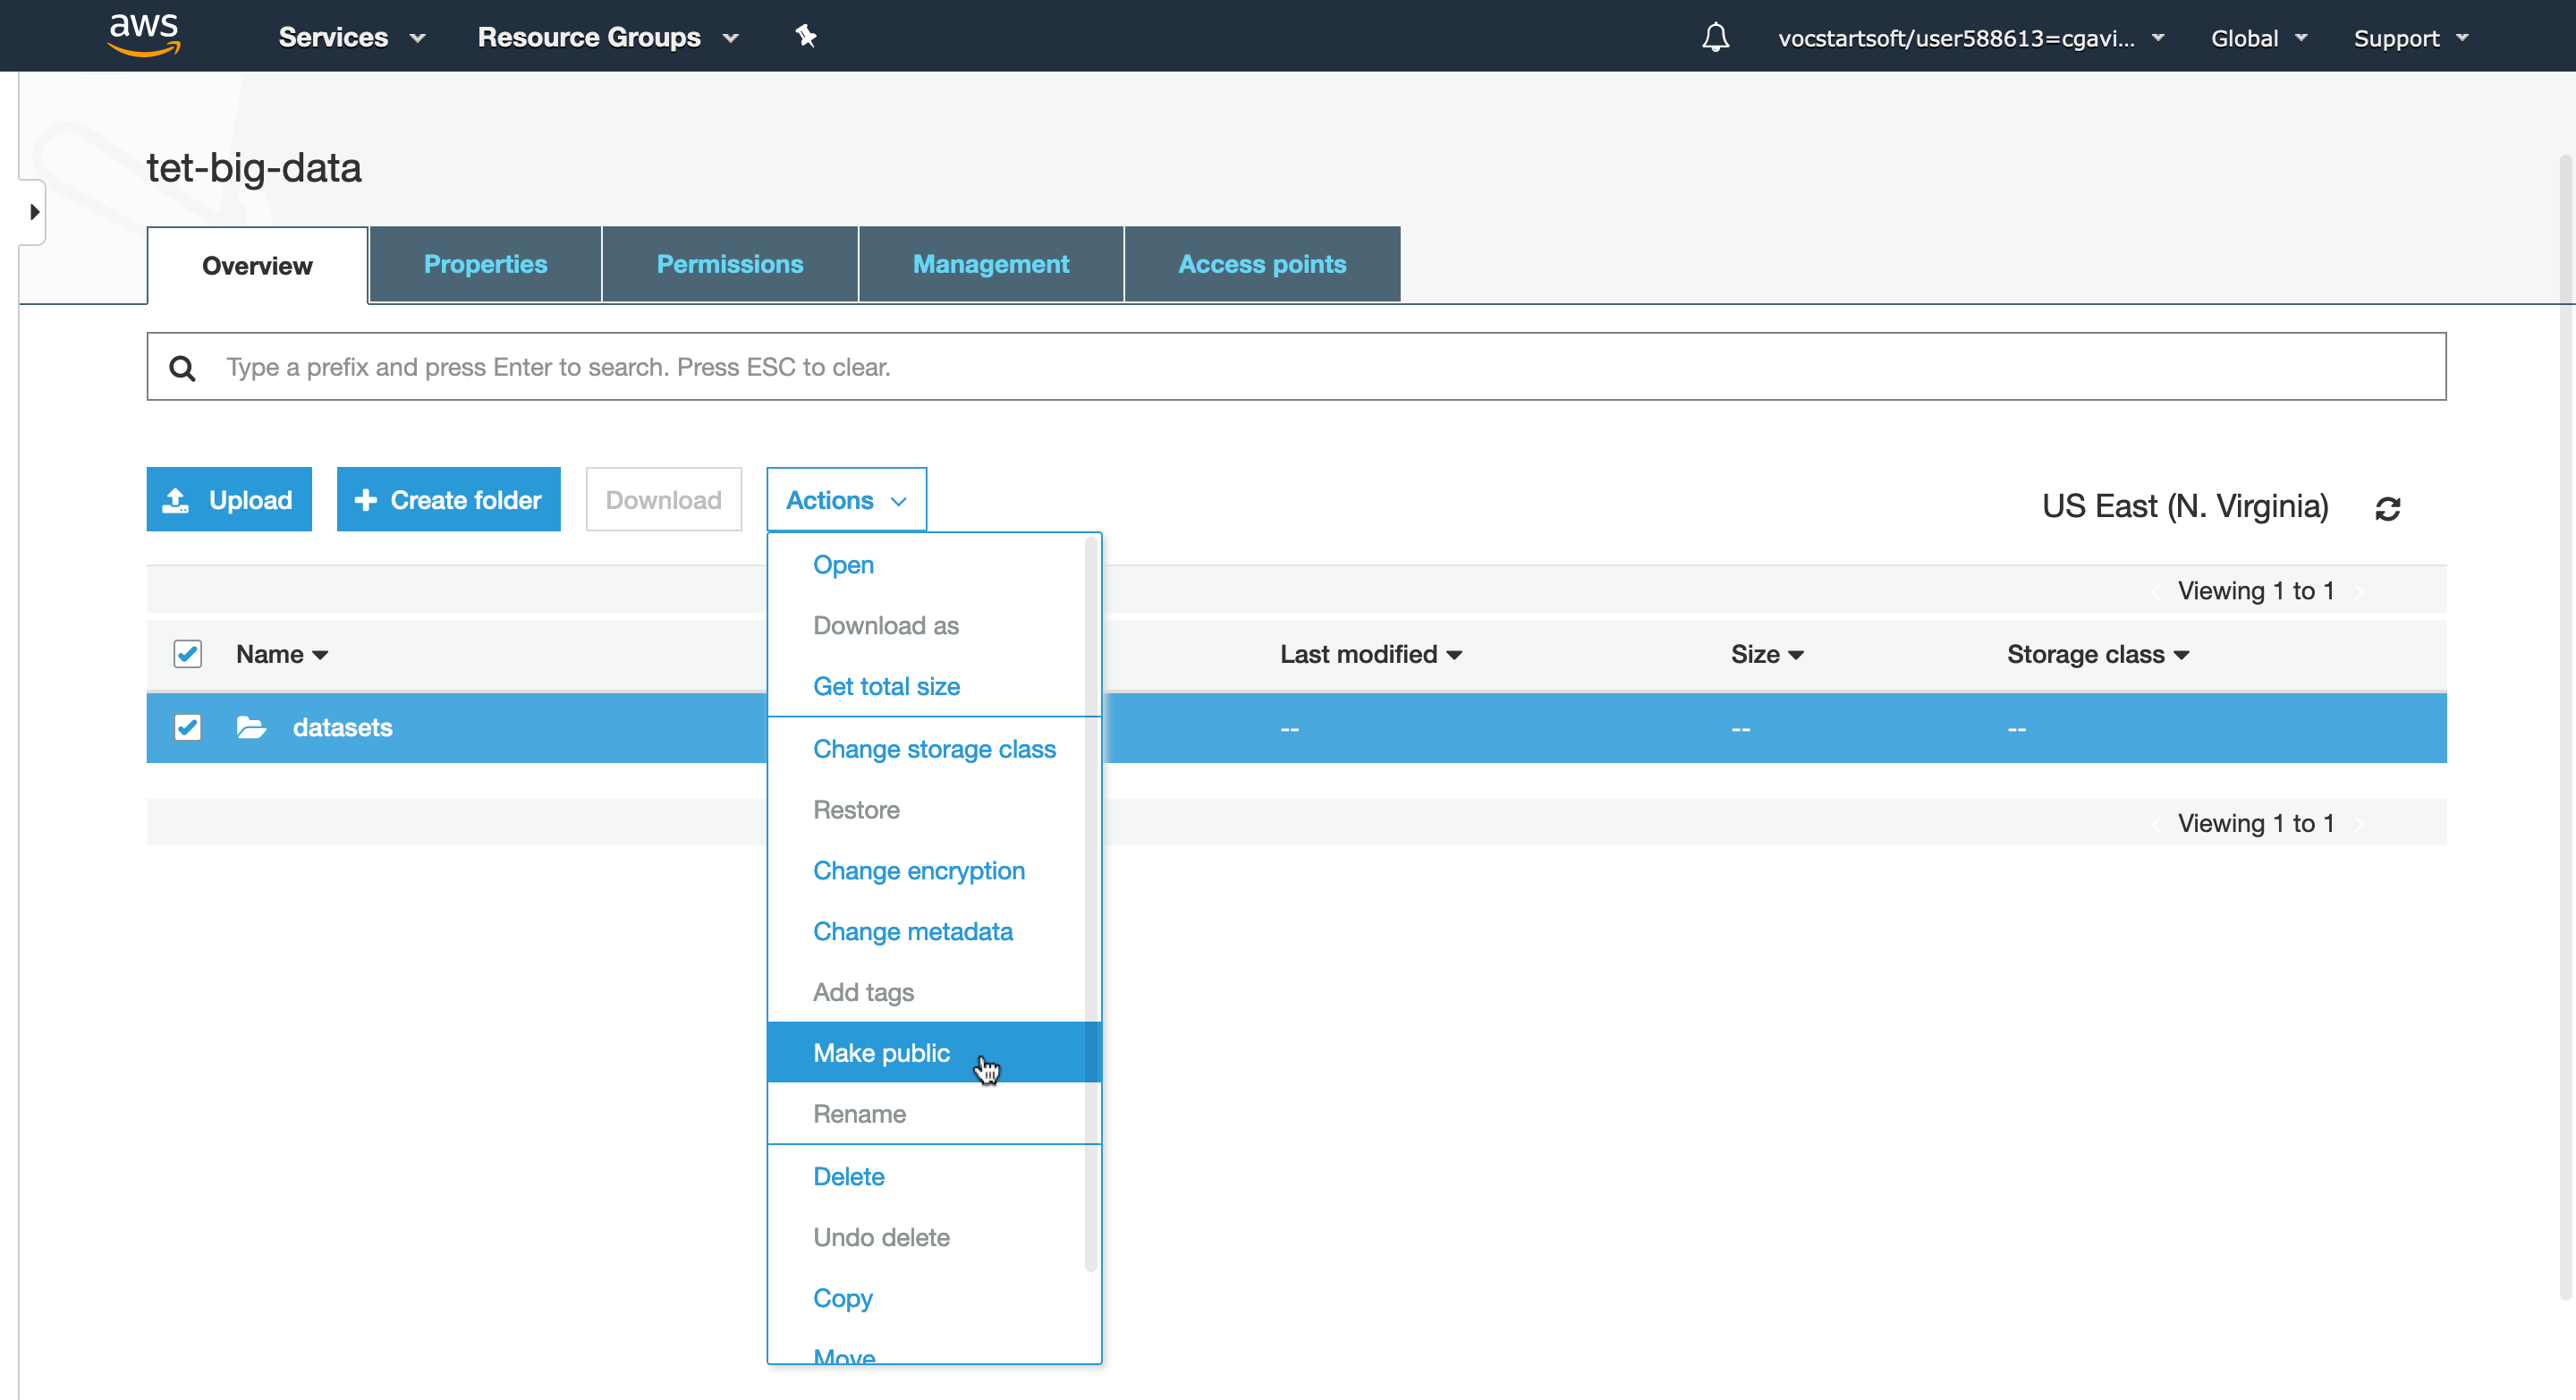 aws Services Resource Groups vocstartsoft/user588613=cgavi... Global Support
tet-big-data
Overview Properties Permissions Management Access points
Type a prefix and press Enter to search. Press ESC to clear.
Upload Create folder Download Actions US East (N. Virginia)
Open
Viewing 1 to 1
Download as
Name Last modified Size Storage class
Get total size
datasets -- -- --
Change storage class
Restore
Viewing 1 to 1
Change encryption
Change metadata
Add tags
Make public
Rename
Delete
Undo delete
Copy
Move